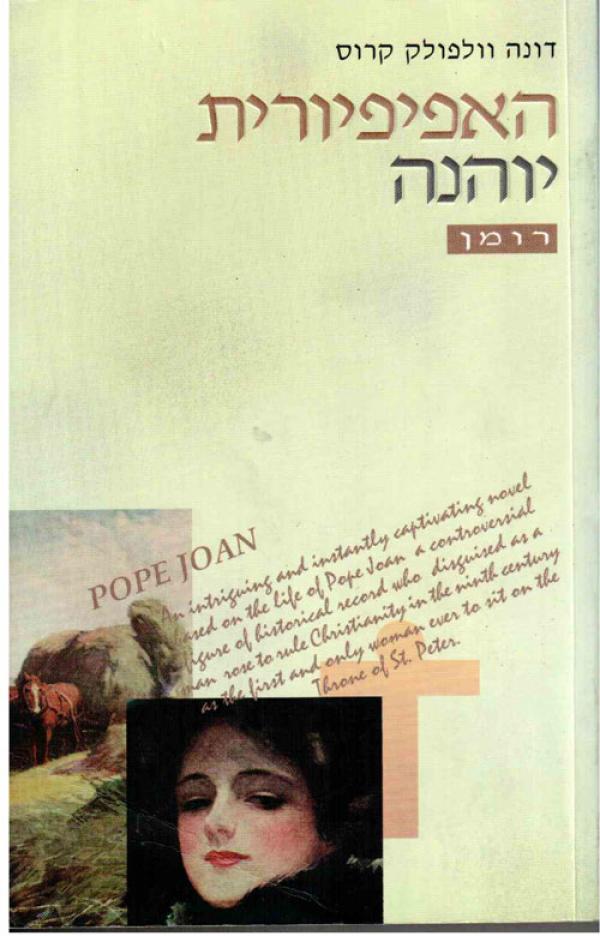 דונה וולפולק קרוס
האפיפיורית
יוהנה
רומן
POPE JOAN
An intriguing and instantly captivating novel
ased on the life of Pope Joan a controversial
figure of historical record who disguised as a
man rose to rule Christianity in the ninth century
as the first and only woman ever to sit on the
Throne of St. Peter.